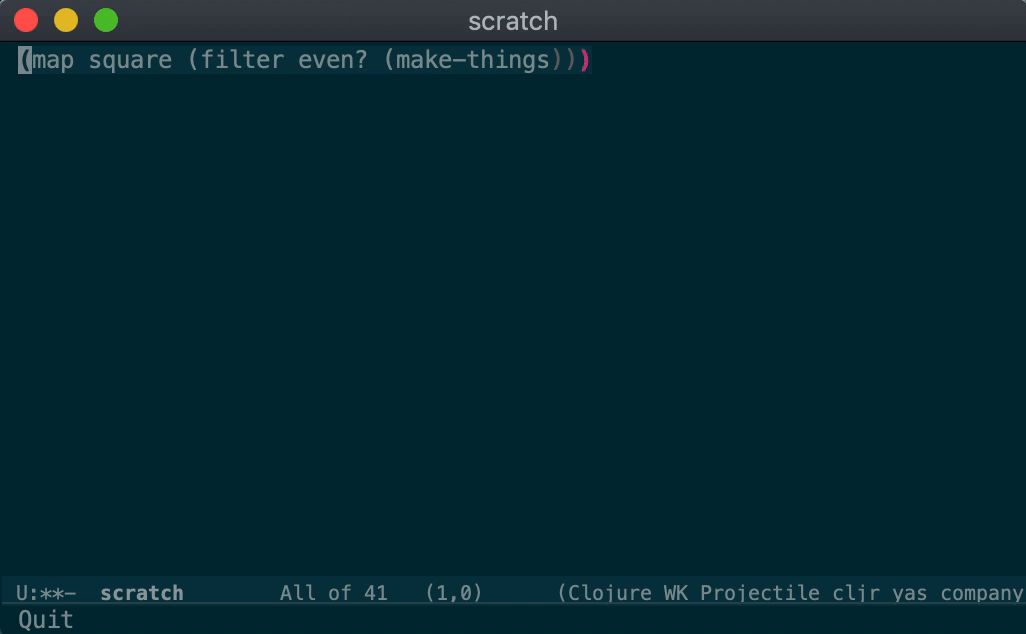 scratch
(map square (filter even? (make-things)))
U:**-  scratch        All of 41   (1,0)      (Clojure WK Projectile cljr yas company
Quit